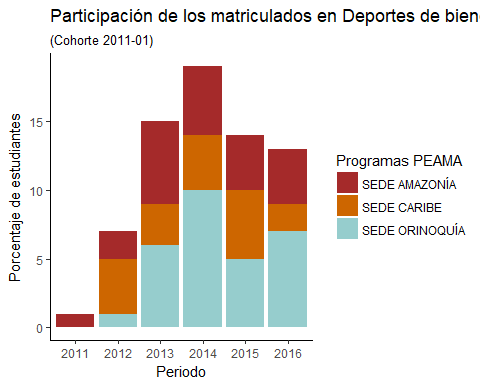 Participación de los matriculados en Deportes de bien
(Cohorte 2011-01)
Porcentaje de estudiantes
15
10
5
0
2011 2012 2013 2014 2015 2016
Periodo
Programas PEAMA
SEDE AMAZONÍA
SEDE CARIBE
SEDE ORINOQUÍA